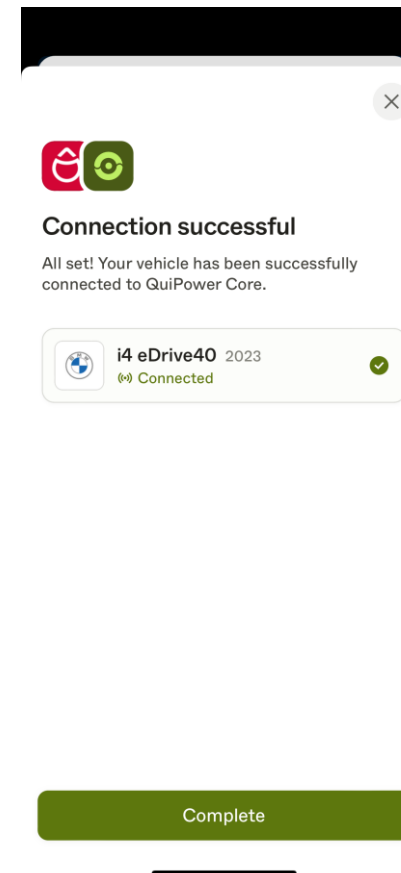 Connection successful
All set! Your vehicle has been successfully
connected to QuiPower Core.
i4 eDrive40 2023
Connected
Complete